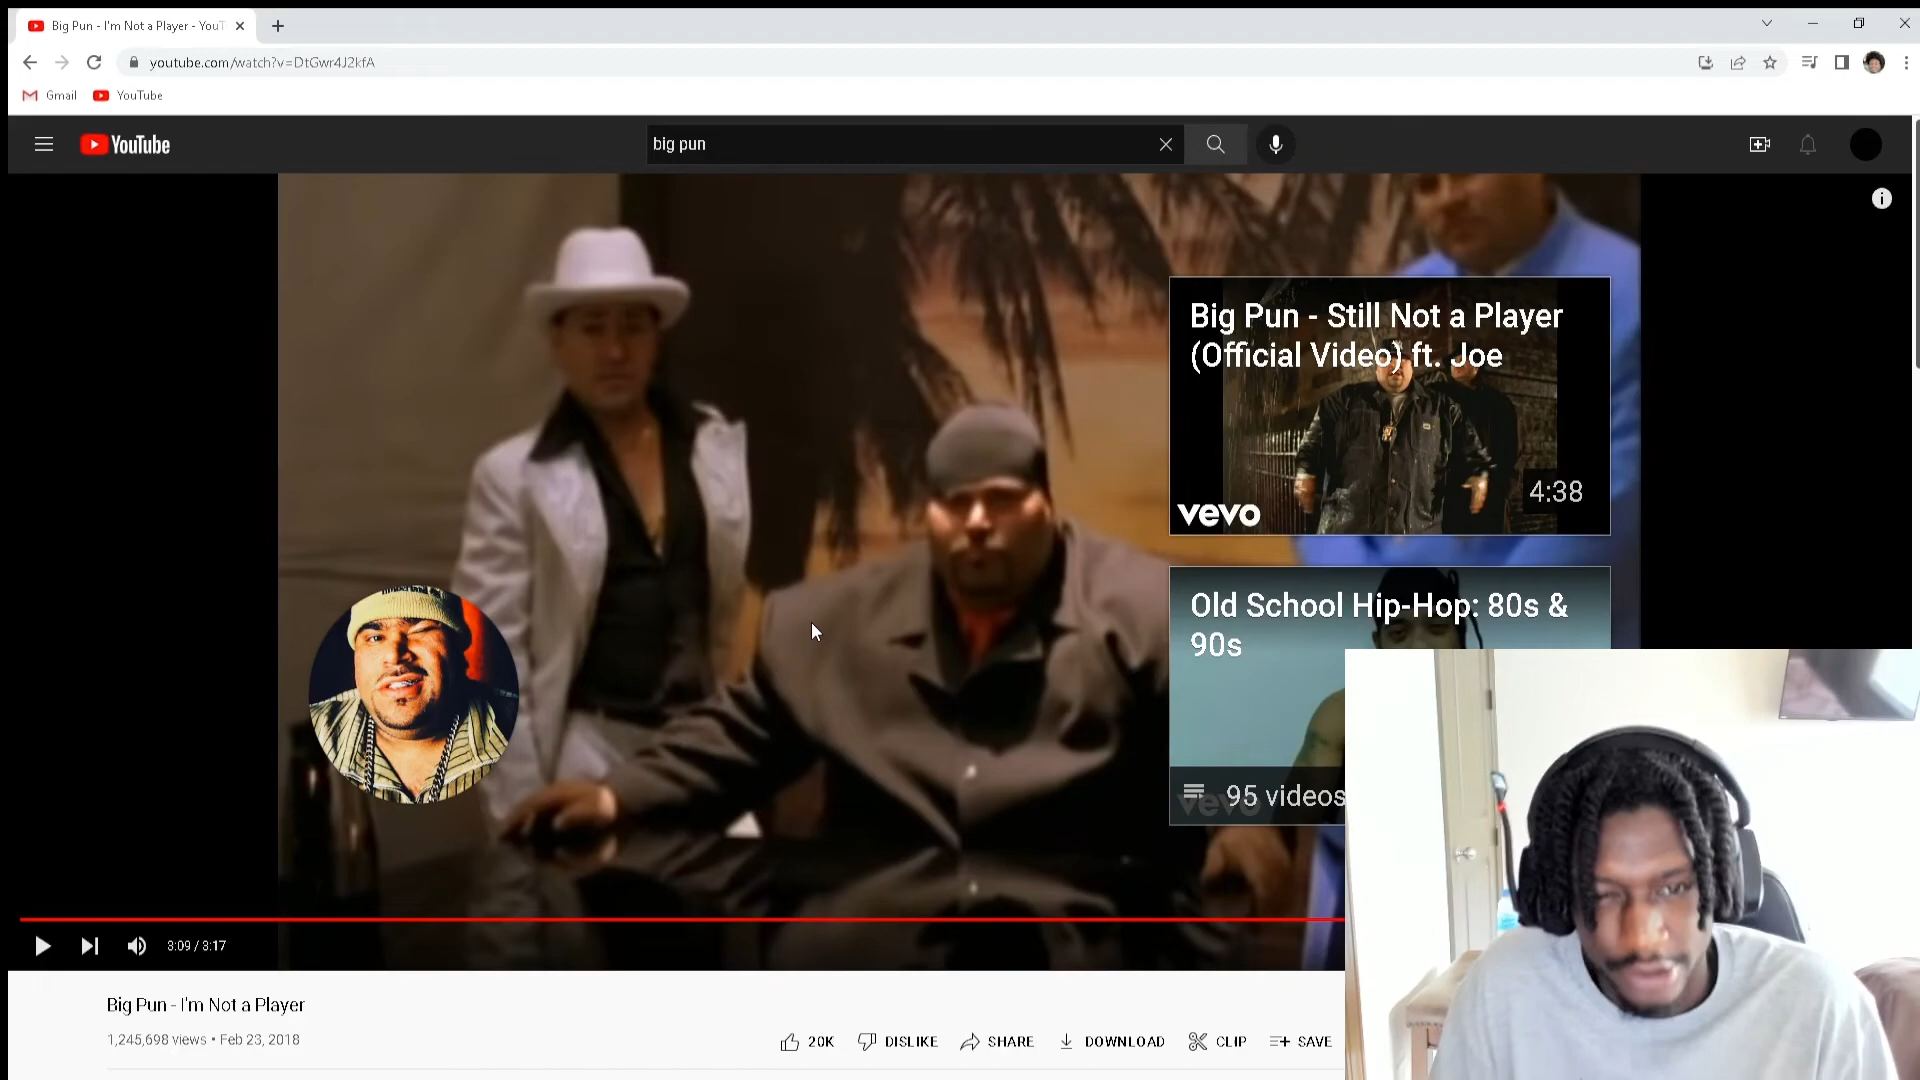 Big Pun - I'm Not a Player - YouT
youtube.com/watch?v=DtGwr4J2kfA
Gmail
YouTube
YouTube
big pun
Big Pun - Still Not a Player
(Official Video) ft. Joe
4:38
vevo
Old School Hip-Hop: 80s &
90s
95 videos
vevo
3:09 / 3:17
Big Pun - I'm Not a Player
1,245,698 views • Feb 23, 2018
20K
DISLIKE
SHARE
DOWNLOAD
CLIP
SAVE